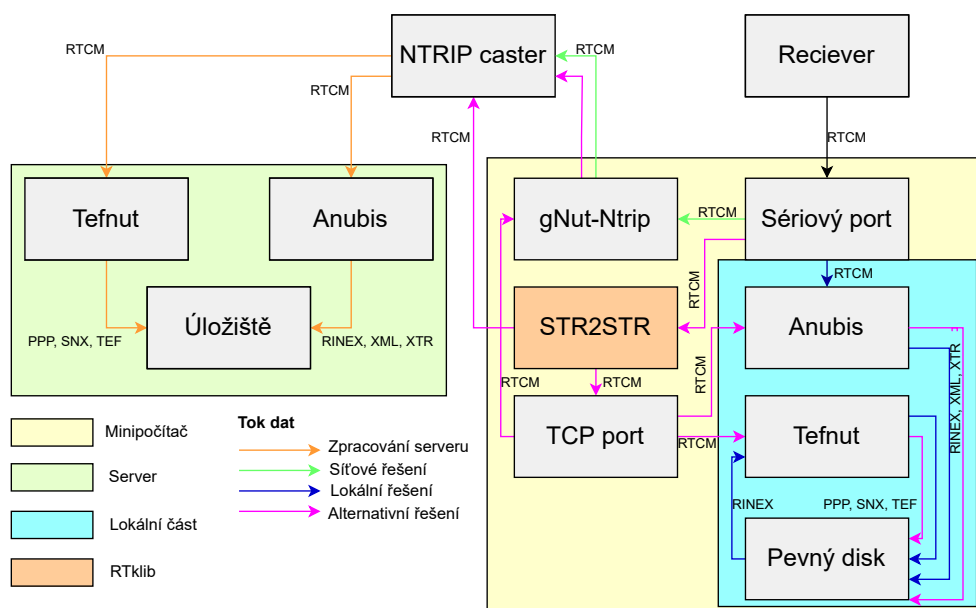 NTRIP caster
Reciever
RTCM
RTCM
RTCM
RTCM
RTCM
Tefnut
Anubis
gNut-Ntrip
RTCM
Sériový port
RTCM
RTCM
Úložiště
STR2STR
Anubis
PPP, SNX, TEF
RINEX, XML, XTR
RTCM
RTCM
RTCM
RINEX, XML, XTR
TCP port
RTCM
Tefnut
RINEX
PPP, SNX, TEF
Pevný disk
Minipočítač
Server
Lokální část
RTklib
Tok dat
Zpracování serveru
Síťové řešení
Lokální řešení
Alternativní řešení